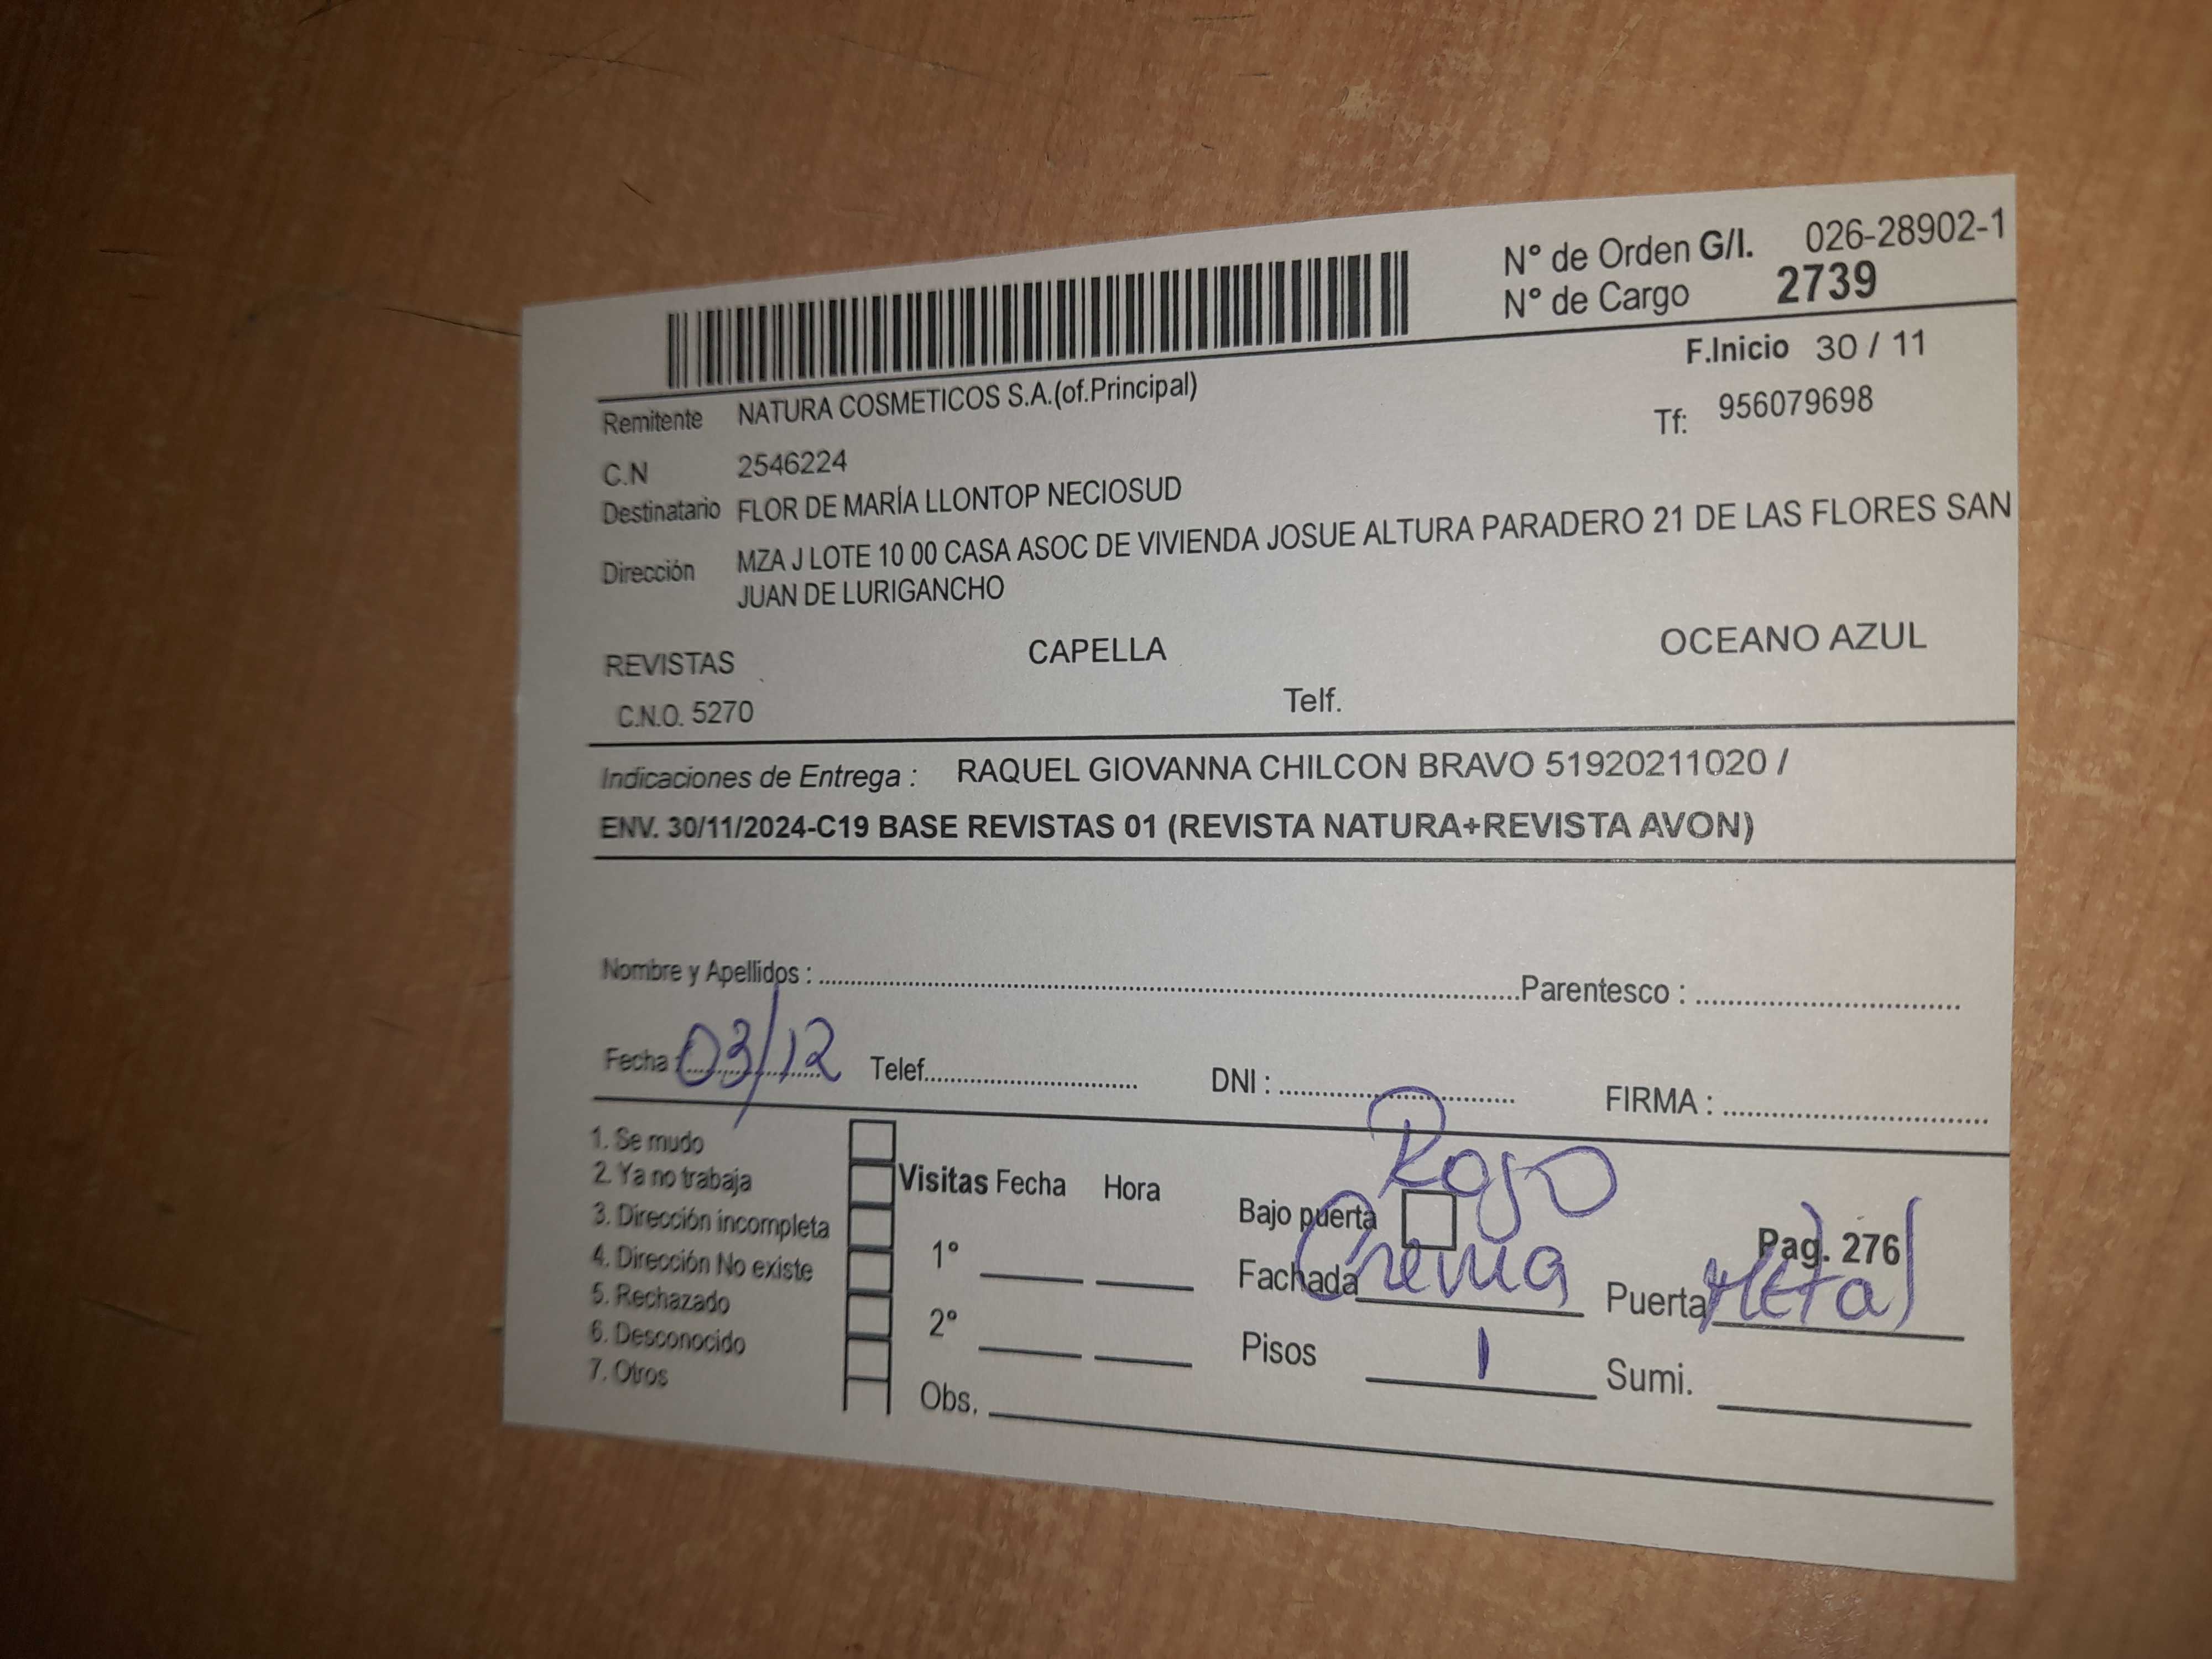 N° de Orden G/I. 026-28902-1
N° de Cargo 2739
F.Inicio 30 / 11
Remitente NATURA COSMETICOS S.A.(of.Principal)
Tf: 956079698
C.N 2546224
Destinatario FLOR DE MARÍA LLONTOP NECIOSUD
Dirección MZA J LOTE 10 00 CASA ASOC DE VIVIENDA JOSUE ALTURA PARADERO 21 DE LAS FLORES SAN
JUAN DE LURIGANCHO
REVISTAS CAPELLA OCEANO AZUL
C.N.O. 5270 Telf.
Indicaciones de Entrega : RAQUEL GIOVANNA CHILCON BRAVO 51920211020 /
ENV. 30/11/2024-C19 BASE REVISTAS 01 (REVISTA NATURA+REVISTA AVON)
Nombre y Apellidos : Parentesco :
Fecha : 03/12 Telef. DNI : FIRMA :
1. Se mudo
2. Ya no trabaja
3. Dirección incompleta
4. Dirección No existe
5. Rechazado
6. Desconocido
7. Otros
Visitas Fecha Hora
1°
2°
Obs.
Rojo
Bajo puerta
Pag. 276
Fachada Crema Puerta Metal
Pisos 1 Sumi.